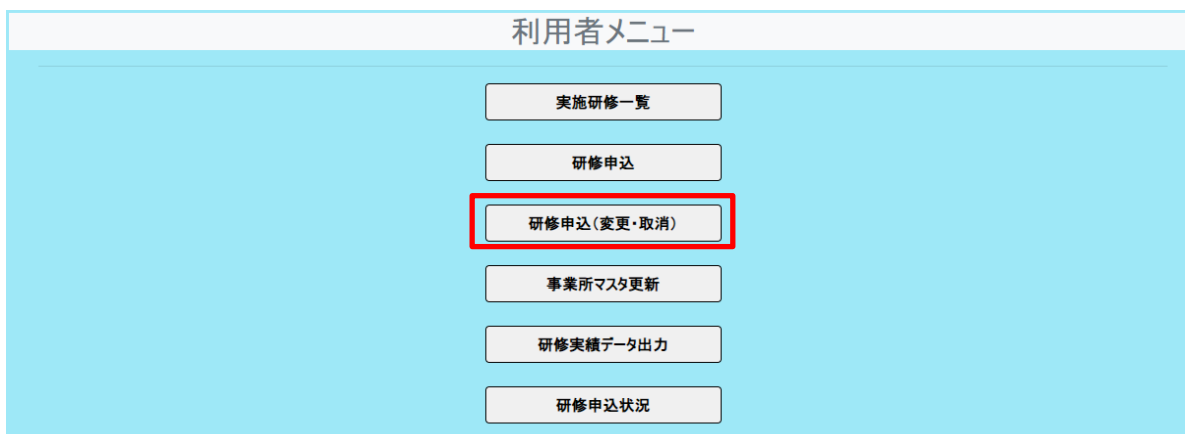 利用者メニュー
実施研修一覧
研修申込
研修申込(変更・取消)
事業所マスタ更新
研修実績データ出力
研修申込状況